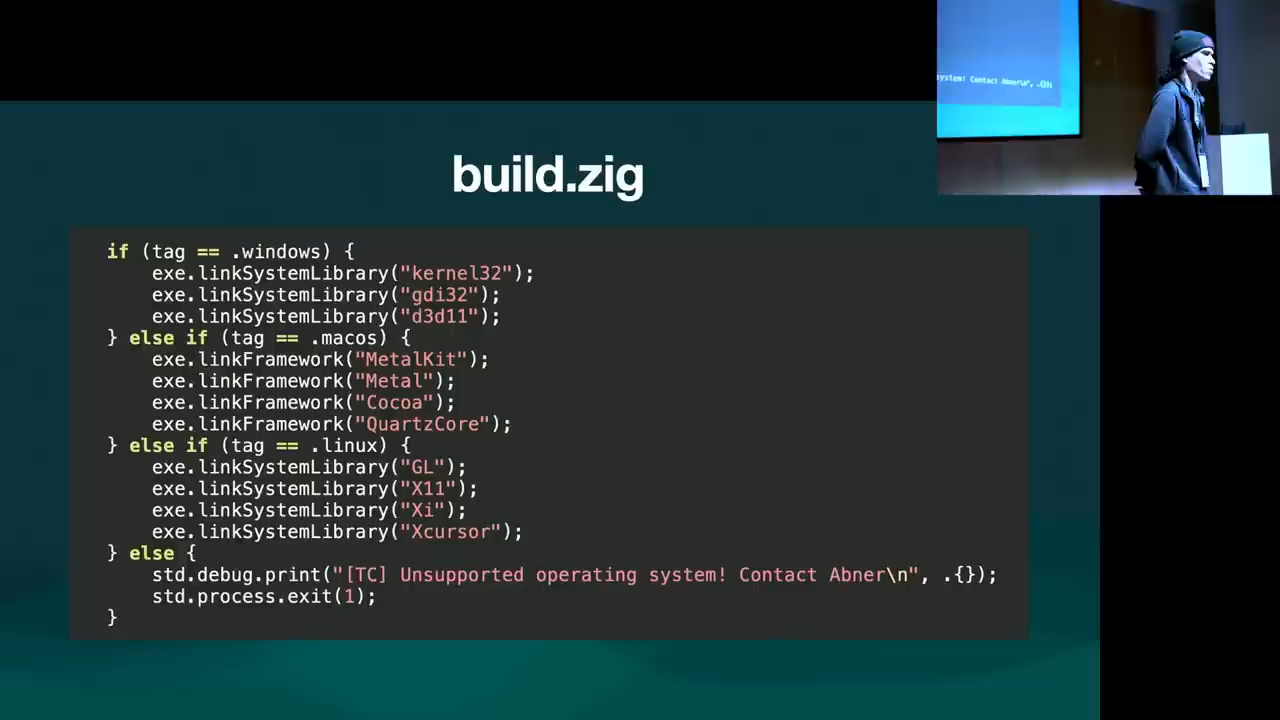 build.zig
if (tag == .windows) {
exe.linkSystemLibrary("kernel32");
exe.linkSystemLibrary("gdi32");
exe.linkSystemLibrary("d3d11");
} else if (tag == .macos) {
exe.linkFramework("MetalKit");
exe.linkFramework("Metal");
exe.linkFramework("Cocoa");
exe.linkFramework("QuartzCore");
} else if (tag == .linux) {
exe.linkSystemLibrary("GL");
exe.linkSystemLibrary("X11");
exe.linkSystemLibrary("Xi");
exe.linkSystemLibrary("Xcursor");
} else {
std.debug.print("[TC] Unsupported operating system! Contact Abner\n", .{});
std.process.exit(1);
}
ystem! Contact Abner\n", .{}